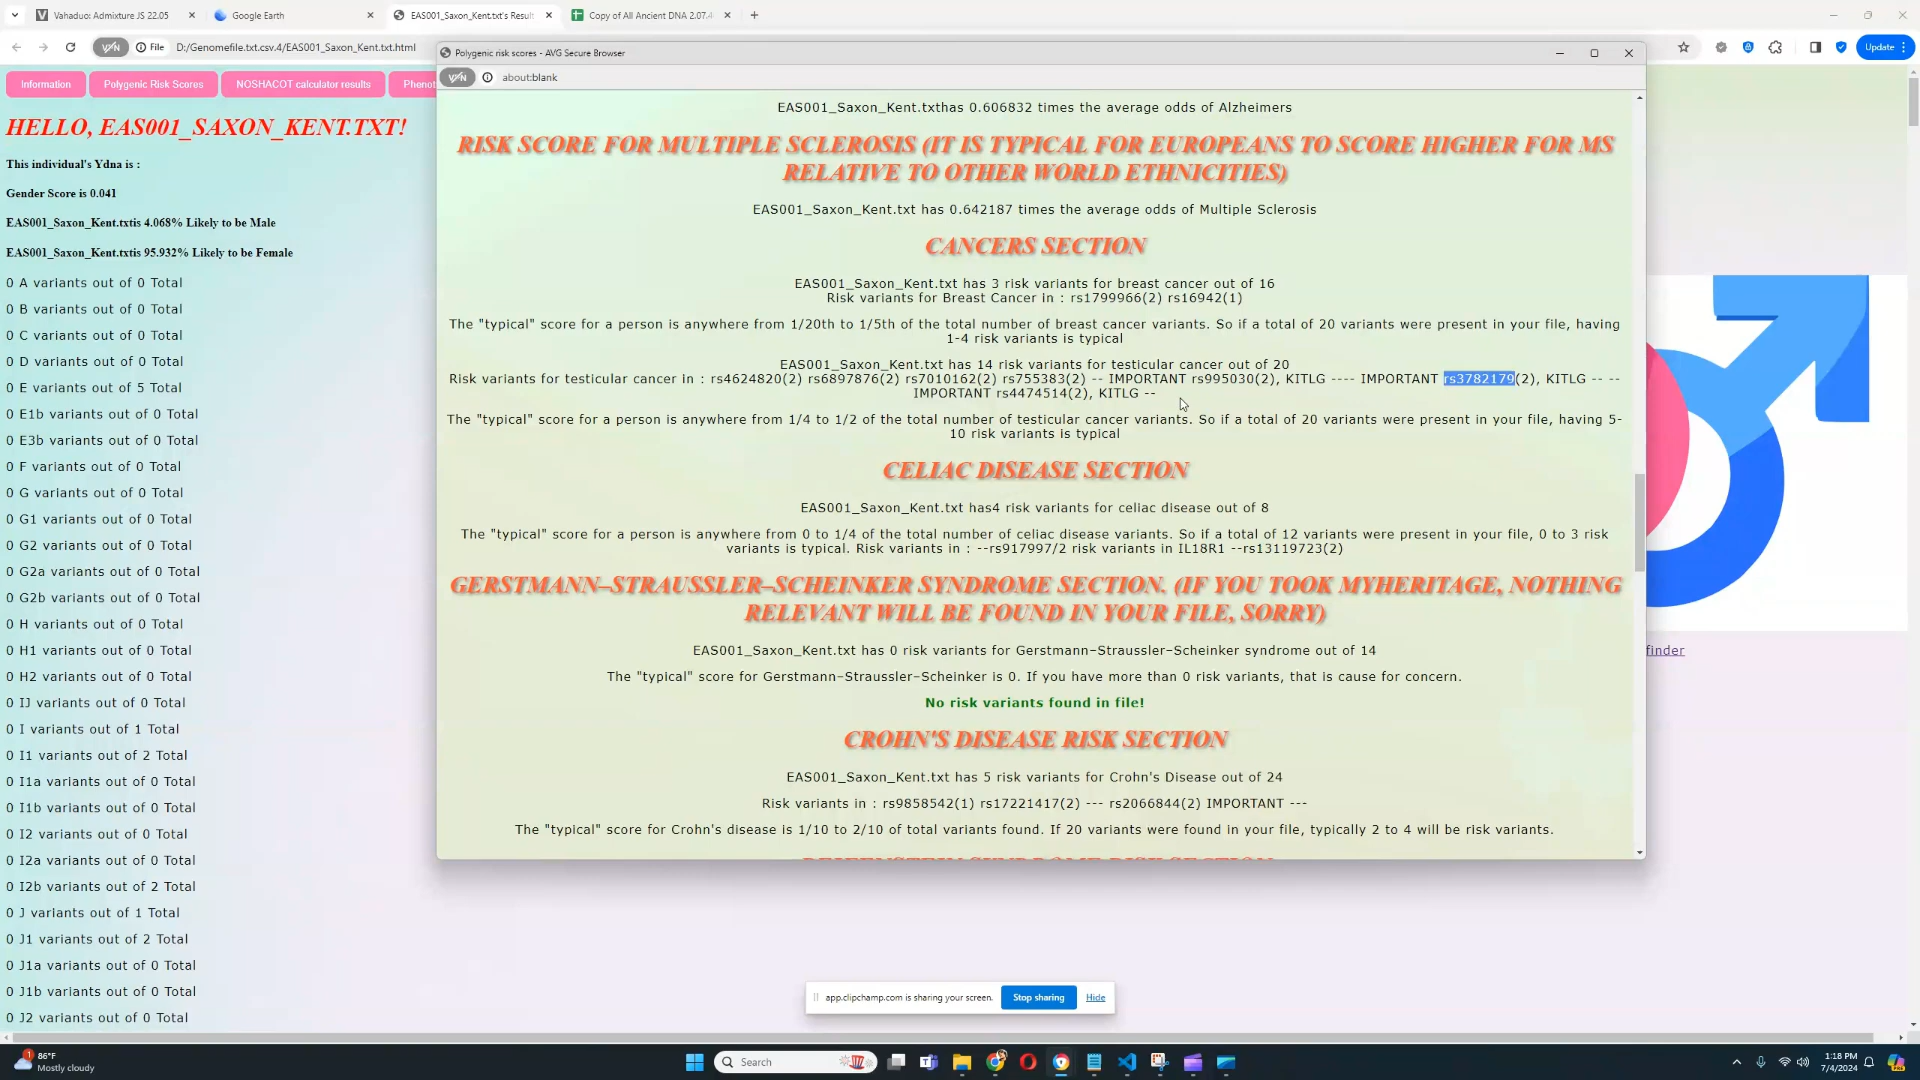 Vahaduo: Admixture JS 22.05
Google Earth
EAS001_Saxon_Kent.txt's Result
Copy of All Ancient DNA 2.07.4
VPN File D:/Genomefile.txt.csv.4/EAS001_Saxon_Kent.txt.html
Update
Information
Polygenic Risk Scores
NOSHACOT calculator results
Phenot
HELLO, EAS001_SAXON_KENT.TXT!
This individual's Ydna is :
Gender Score is 0.041
EAS001_Saxon_Kent.txtis 4.068% Likely to be Male
EAS001_Saxon_Kent.txtis 95.932% Likely to be Female
0 A variants out of 0 Total
0 B variants out of 0 Total
0 C variants out of 0 Total
0 D variants out of 0 Total
0 E variants out of 5 Total
0 E1b variants out of 0 Total
0 E3b variants out of 0 Total
0 F variants out of 0 Total
0 G variants out of 0 Total
0 G1 variants out of 0 Total
0 G2 variants out of 0 Total
0 G2a variants out of 0 Total
0 G2b variants out of 0 Total
0 H variants out of 0 Total
0 H1 variants out of 0 Total
0 H2 variants out of 0 Total
0 IJ variants out of 0 Total
0 I variants out of 1 Total
0 I1 variants out of 2 Total
0 I1a variants out of 0 Total
0 I1b variants out of 0 Total
0 I2 variants out of 0 Total
0 I2a variants out of 0 Total
0 I2b variants out of 2 Total
0 J variants out of 1 Total
0 J1 variants out of 2 Total
0 J1a variants out of 0 Total
0 J1b variants out of 0 Total
0 J2 variants out of 0 Total
Polygenic risk scores - AVG Secure Browser
VPN about:blank
EAS001_Saxon_Kent.txthas 0.606832 times the average odds of Alzheimers
RISK SCORE FOR MULTIPLE SCLEROSIS (IT IS TYPICAL FOR EUROPEANS TO SCORE HIGHER FOR MS
RELATIVE TO OTHER WORLD ETHNICITIES)
EAS001_Saxon_Kent.txt has 0.642187 times the average odds of Multiple Sclerosis
CANCERS SECTION
EAS001_Saxon_Kent.txt has 3 risk variants for breast cancer out of 16
Risk variants for Breast Cancer in : rs1799966(2) rs16942(1)
The "typical" score for a person is anywhere from 1/20th to 1/5th of the total number of breast cancer variants. So if a total of 20 variants were present in your file, having
1-4 risk variants is typical
EAS001_Saxon_Kent.txt has 14 risk variants for testicular cancer out of 20
Risk variants for testicular cancer in : rs4624820(2) rs6897876(2) rs7010162(2) rs755383(2) -- IMPORTANT rs995030(2), KITLG ---- IMPORTANT rs3782179(2), KITLG -- --
IMPORTANT rs4474514(2), KITLG --
The "typical" score for a person is anywhere from 1/4 to 1/2 of the total number of testicular cancer variants. So if a total of 20 variants were present in your file, having 5-
10 risk variants is typical
CELIAC DISEASE SECTION
EAS001_Saxon_Kent.txt has4 risk variants for celiac disease out of 8
The "typical" score for a person is anywhere from 0 to 1/4 of the total number of celiac disease variants. So if a total of 12 variants were present in your file, 0 to 3 risk
variants is typical. Risk variants in : --rs917997/2 risk variants in IL18R1 --rs13119723(2)
GERSTMANN–STRAUSSLER–SCHEINKER SYNDROME SECTION. (IF YOU TOOK MYHERITAGE, NOTHING
RELEVANT WILL BE FOUND IN YOUR FILE, SORRY)
EAS001_Saxon_Kent.txt has 0 risk variants for Gerstmann–Straussler–Scheinker syndrome out of 14
The "typical" score for Gerstmann–Straussler–Scheinker is 0. If you have more than 0 risk variants, that is cause for concern.
No risk variants found in file!
CROHN'S DISEASE RISK SECTION
EAS001_Saxon_Kent.txt has 5 risk variants for Crohn's Disease out of 24
Risk variants in : rs9858542(1) rs17221417(2) --- rs2066844(2) IMPORTANT ---
The "typical" score for Crohn's disease is 1/10 to 2/10 of total variants found. If 20 variants were found in your file, typically 2 to 4 will be risk variants.
finder
app.clipchamp.com is sharing your screen.
Stop sharing
Hide
1
86°F
Mostly cloudy
Search
1:18 PM
7/4/2024